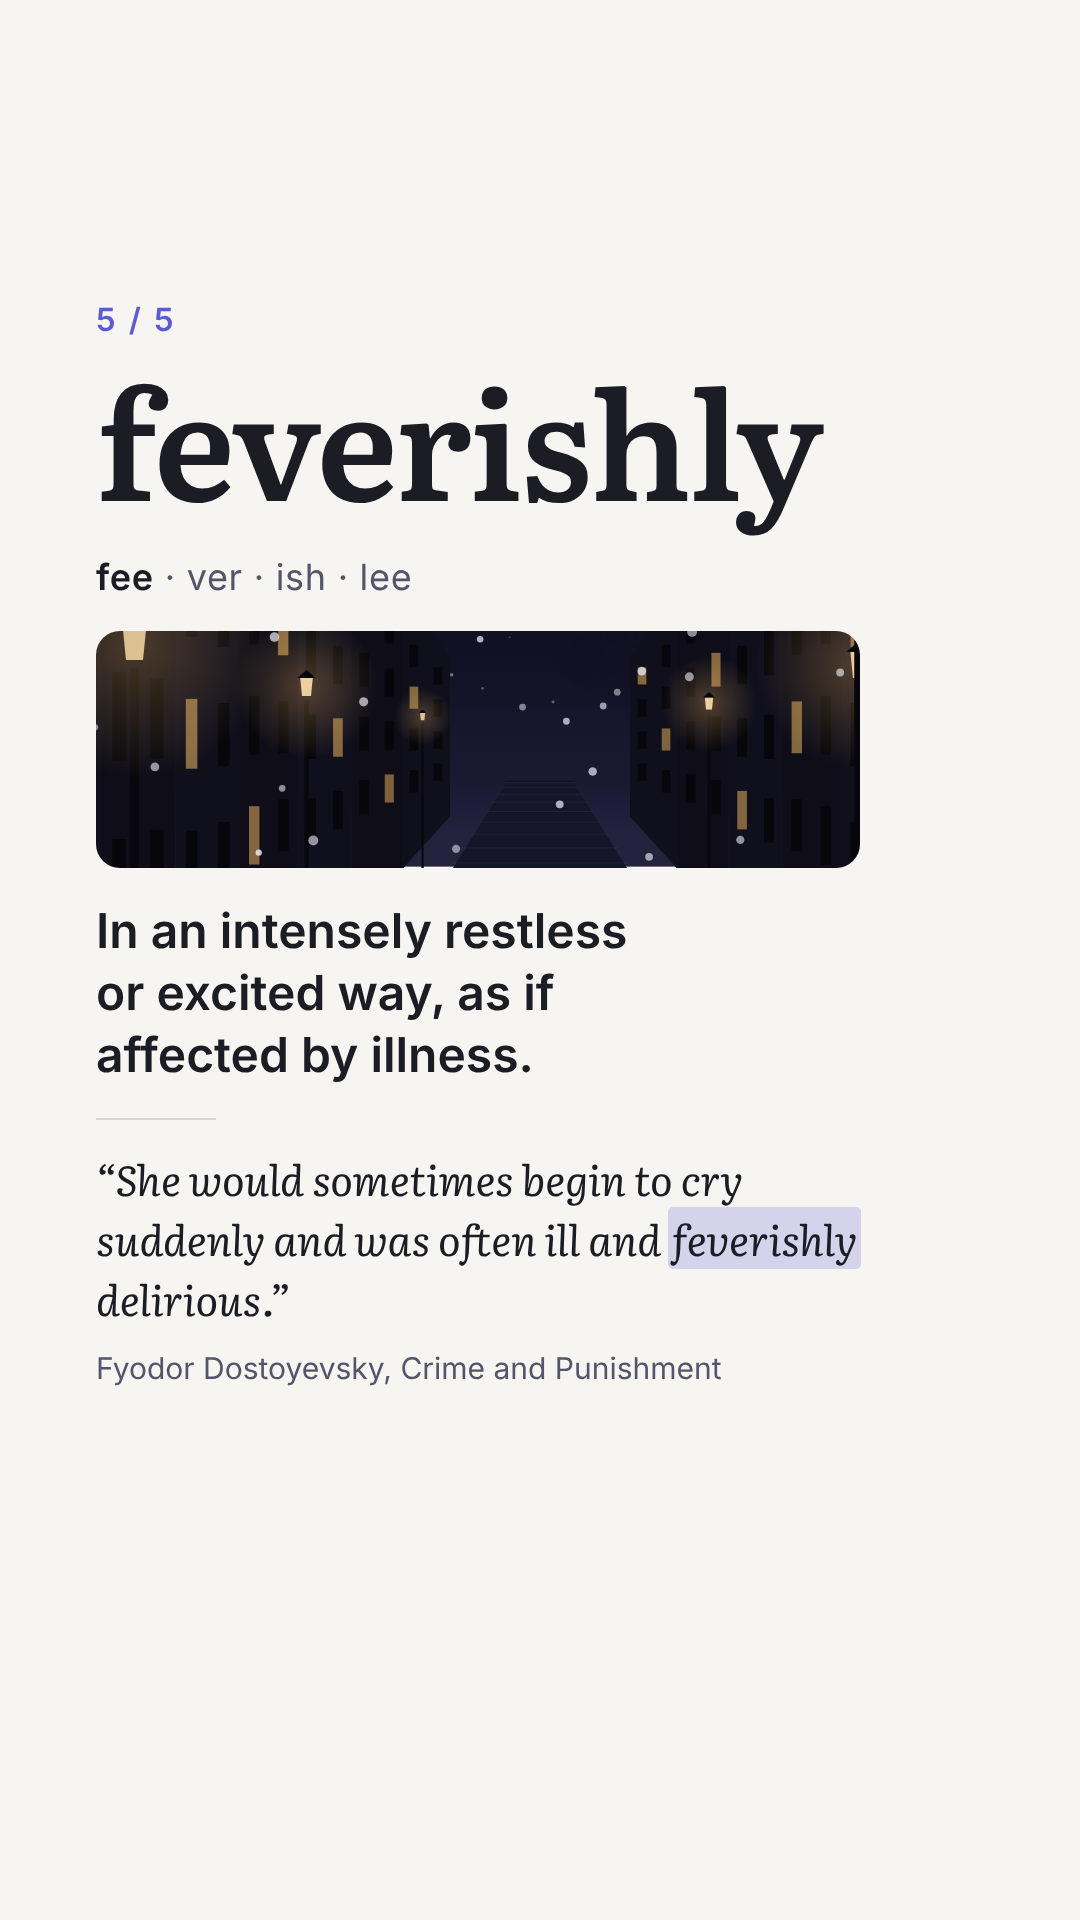 5 / 5
feverishly
fee · ver · ish · lee
In an intensely restless
or excited way, as if
affected by illness.
“She would sometimes begin to cry
suddenly and was often ill and feverishly
delirious.”
Fyodor Dostoyevsky, Crime and Punishment